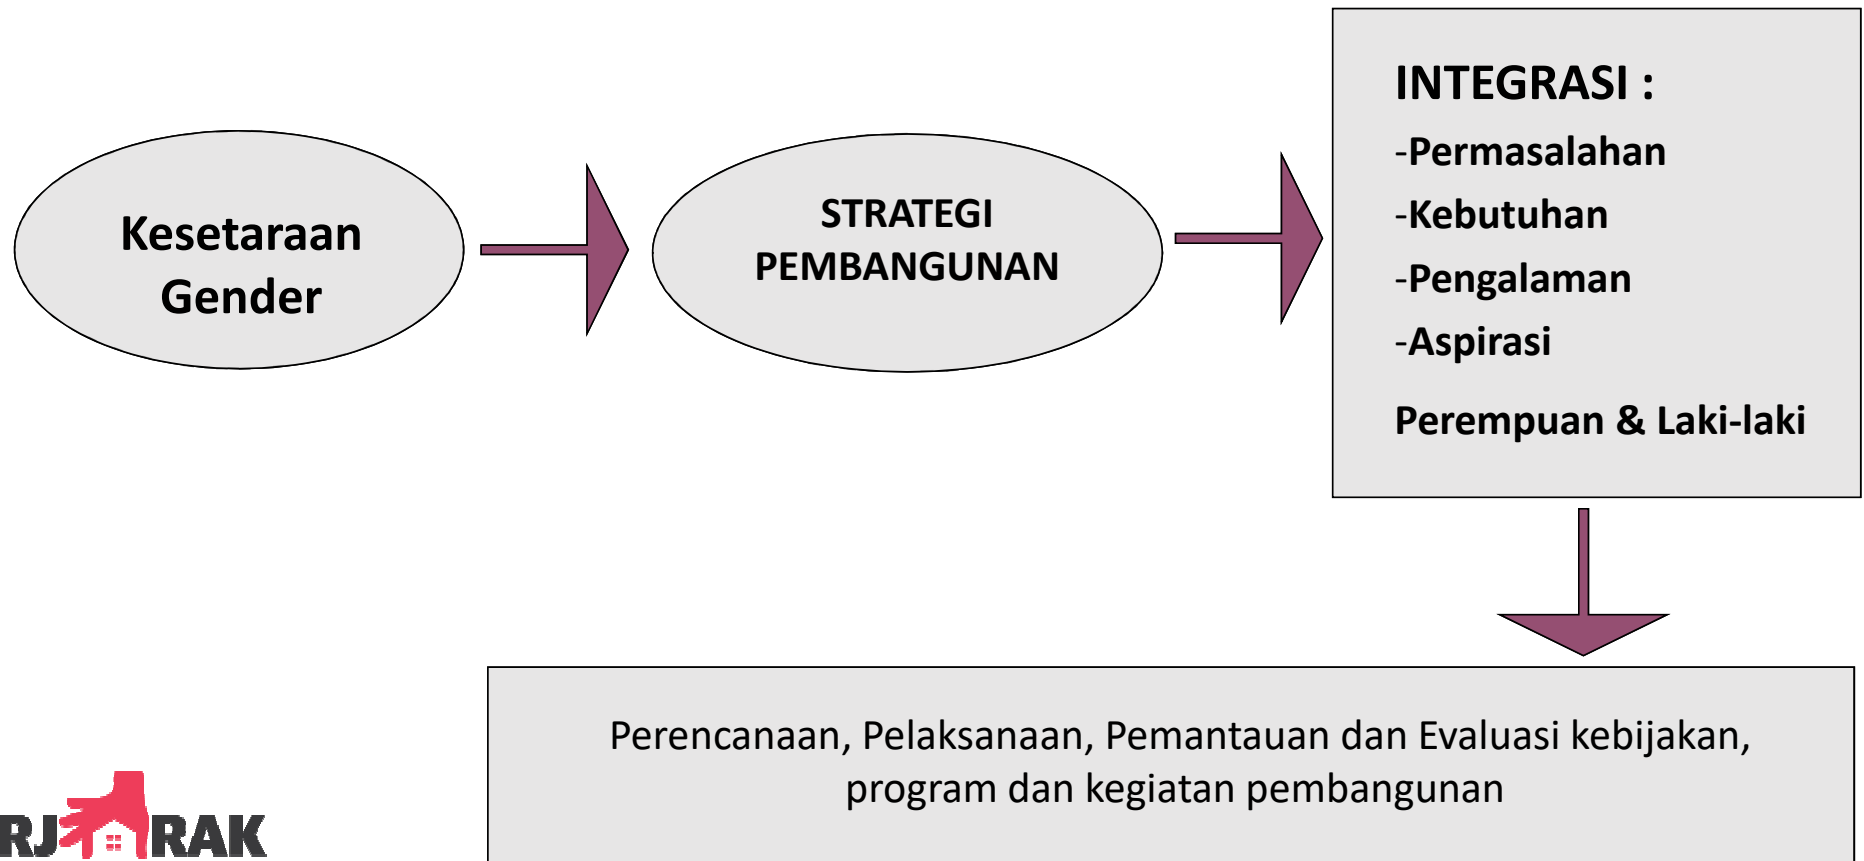 Kesetaraan
Gender
STRATEGI
PEMBANGUNAN
INTEGRASI :
-Permasalahan
-Kebutuhan
-Pengalaman
-Aspirasi
Perempuan & Laki-laki
Perencanaan, Pelaksanaan, Pemantauan dan Evaluasi kebijakan,
program dan kegiatan pembangunan